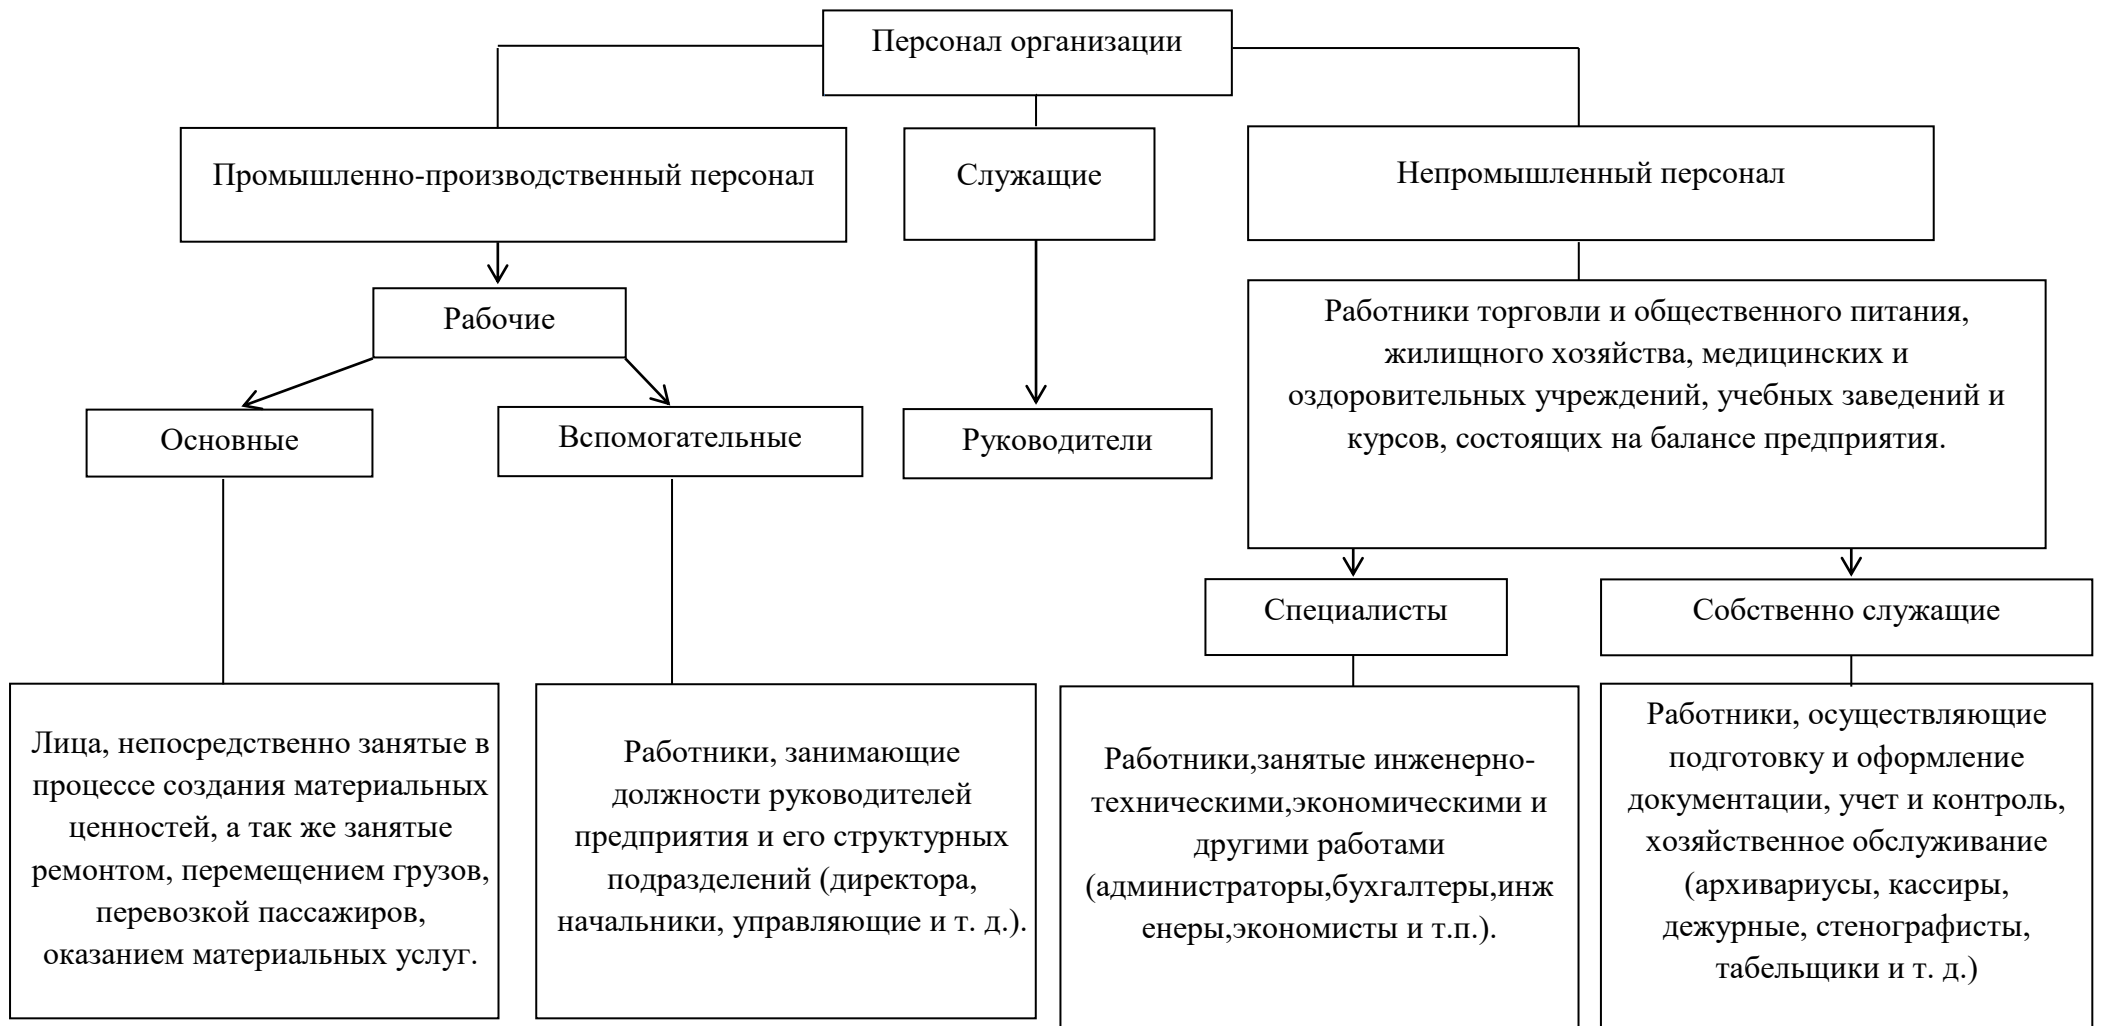 Персонал организации
Промышленно-производственный персонал
Служащие
Непромышленный персонал
Рабочие
Работники торговли и общественного питания,
жилищного хозяйства, медицинских и
оздоровительных учреждений, учебных заведений и
курсов, состоящих на балансе предприятия.
Основные
Вспомогательные
Руководители
Специалисты
Собственно служащие
Лица, непосредственно занятые в
процессе создания материальных
ценностей, а так же занятые
ремонтом, перемещением грузов,
перевозкой пассажиров,
оказанием материальных услуг.
Работники, занимающие
должности руководителей
предприятия и его структурных
подразделений (директора,
начальники, управляющие и т. д.).
Работники,занятые инженерно-
техническими,экономическими и
другими работами
(администраторы,бухгалтеры,инж
енеры,экономисты и т.п.).
Работники, осуществляющие
подготовку и оформление
документации, учет и контроль,
хозяйственное обслуживание
(архивариусы, кассиры,
дежурные, стенографисты,
табельщики и т. д.)